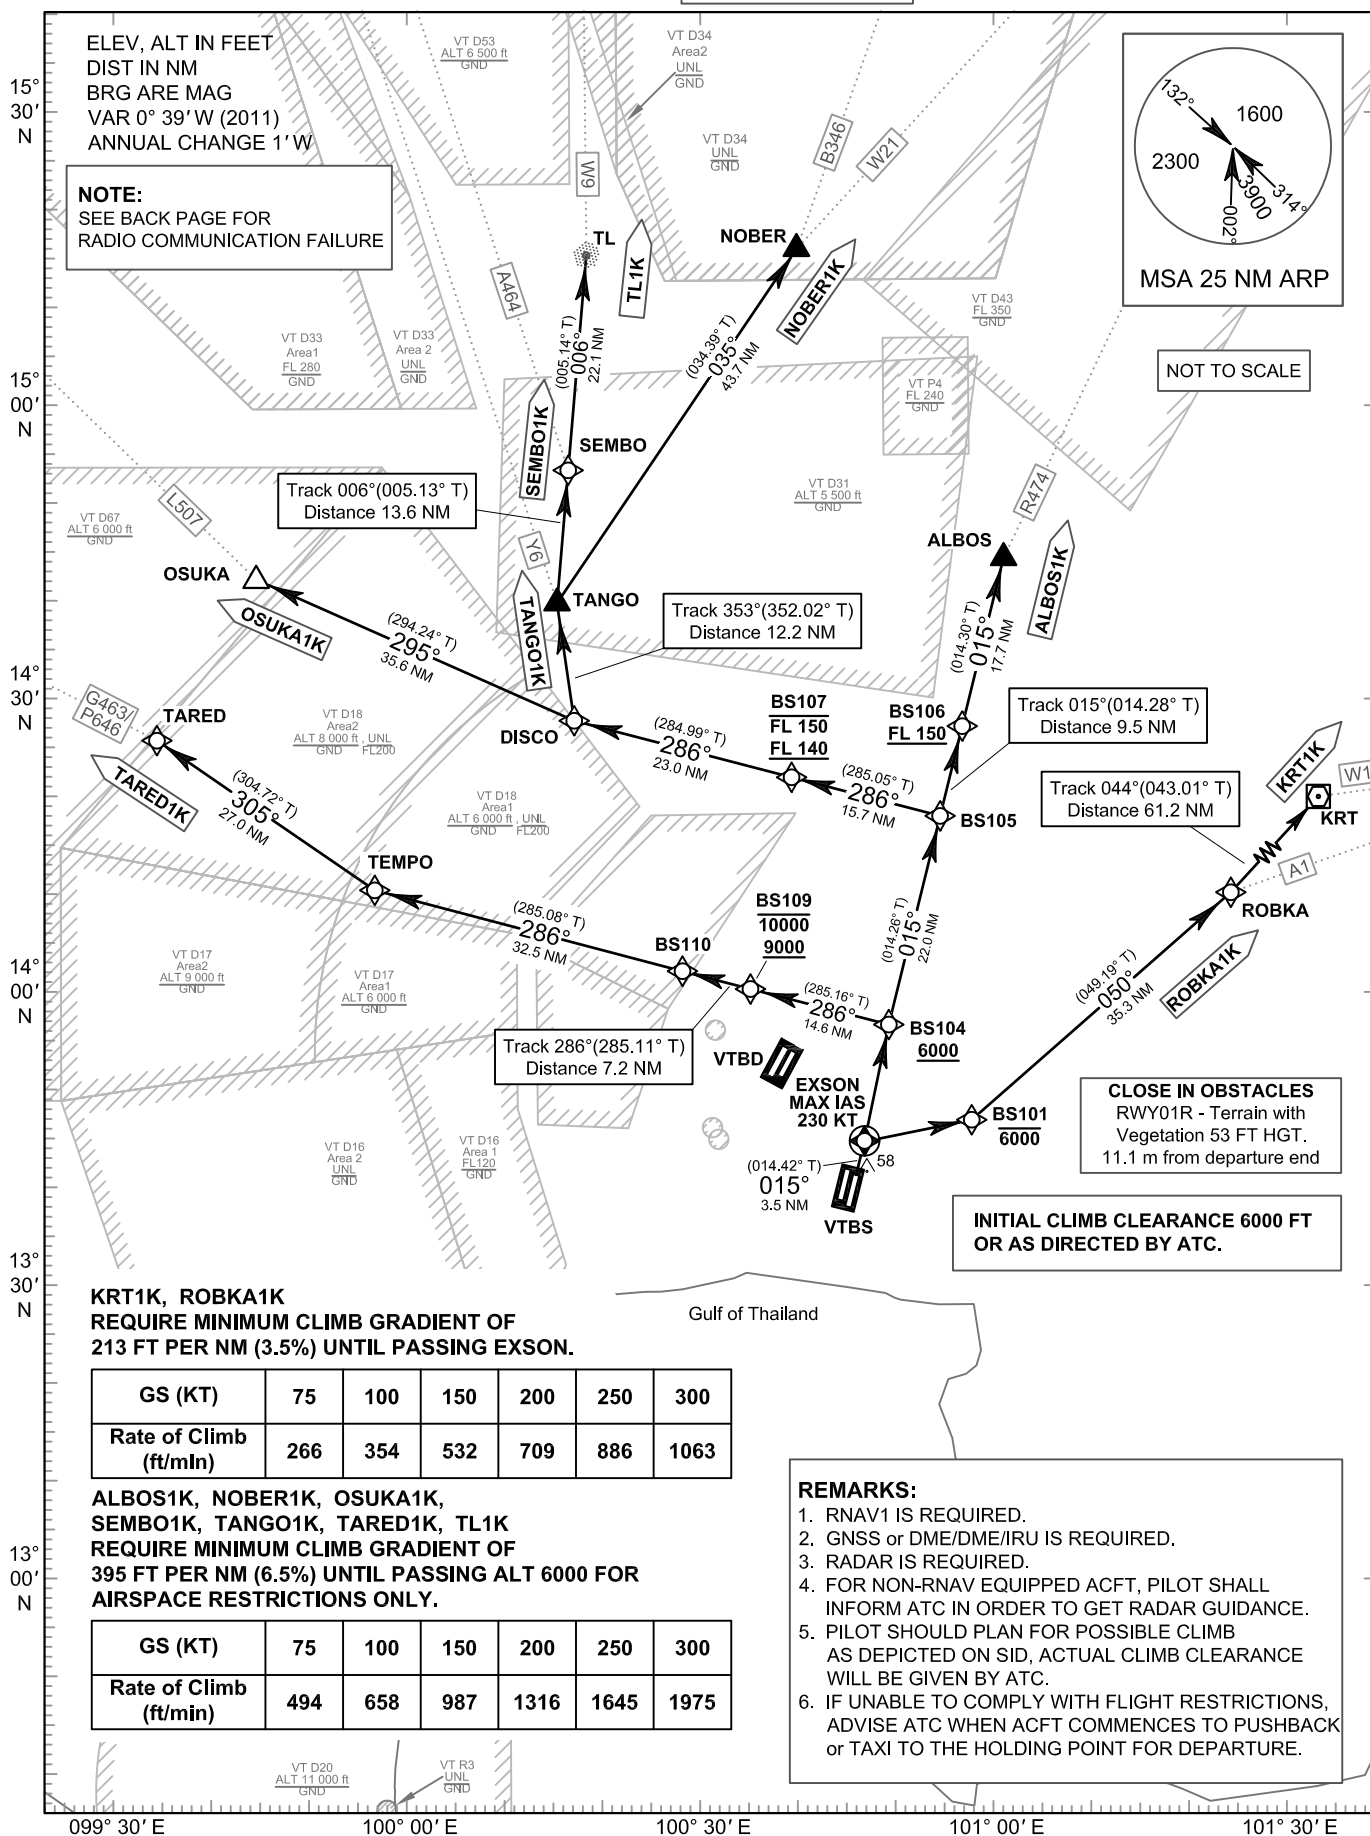 ELEV, ALT IN FEET
DIST IN NM
BRG ARE MAG
VAR 0° 39′ W (2011)
ANNUAL CHANGE 1′ W
NOTE:
SEE BACK PAGE FOR
RADIO COMMUNICATION FAILURE
VT D53
ALT 6 500 ft
GND
VT D34
Area2
UNL
GND
VT D34
UNL
GND
B346
W21
W9
A464
132°
1600
2300
3900
314°
002°
MSA 25 NM ARP
NOT TO SCALE
TL
TL1K
NOBER
NOBER1K
VT D43
FL 350
GND
VT D33
Area1
FL 280
GND
VT D33
Area 2
UNL
GND
(005.14° T)
006°
22.1 NM
(034.39° T)
035°
43.7 NM
VT P4
FL 240
GND
SEMBO1K
SEMBO
Track 006°(005.13° T)
Distance 13.6 NM
VT D31
ALT 5 500 ft
GND
R474
L507
VT D67
ALT 6 000 ft
GND
Y6
ALBOS
ALBOS1K
OSUKA
OSUKA1K
TANGO
TANGO1K
Track 353°(352.02° T)
Distance 12.2 NM
(294.24° T)
295°
35.6 NM
(014.30° T)
015°
17.7 NM
G463/
P646
TARED
TARED1K
VT D18
Area2
ALT 8 000 ft , UNL
GND FL200
DISCO
(284.99° T)
286°
23.0 NM
BS107
FL 150
FL 140
BS106
FL 150
Track 015°(014.28° T)
Distance 9.5 NM
KRT1K
W1
Track 044°(043.01° T)
Distance 61.2 NM
KRT
(304.72° T)
305°
27.0 NM
VT D18
Area1
ALT 6 000 ft , UNL
GND FL200
(285.05° T)
286°
15.7 NM
BS105
TEMPO
A1
ROBKA
ROBKA1K
(285.08° T)
286°
32.5 NM
BS109
10000
9000
(014.26° T)
015°
22.0 NM
BS110
VT D17
Area2
ALT 9 000 ft
GND
VT D17
Area1
ALT 6 000 ft
GND
(049.19° T)
050°
35.3 NM
(285.16° T)
286°
14.6 NM
BS104
6000
Track 286°(285.11° T)
Distance 7.2 NM
VTBD
EXSON
MAX IAS
230 KT
BS101
6000
CLOSE IN OBSTACLES
RWY01R - Terrain with
Vegetation 53 FT HGT.
11.1 m from departure end
VT D16
Area 2
UNL
GND
VT D16
Area 1
FL120
GND
(014.42° T)
015°
3.5 NM
58
VTBS
INITIAL CLIMB CLEARANCE 6000 FT
OR AS DIRECTED BY ATC.
Gulf of Thailand
KRT1K, ROBKA1K
REQUIRE MINIMUM CLIMB GRADIENT OF
213 FT PER NM (3.5%) UNTIL PASSING EXSON.
GS (KT) 75 100 150 200 250 300
Rate of Climb
(ft/min) 266 354 532 709 886 1063
ALBOS1K, NOBER1K, OSUKA1K,
SEMBO1K, TANGO1K, TARED1K, TL1K
REQUIRE MINIMUM CLIMB GRADIENT OF
395 FT PER NM (6.5%) UNTIL PASSING ALT 6000 FOR
AIRSPACE RESTRICTIONS ONLY.
GS (KT) 75 100 150 200 250 300
Rate of Climb
(ft/min) 494 658 987 1316 1645 1975
REMARKS:
1. RNAV1 IS REQUIRED.
2. GNSS or DME/DME/IRU IS REQUIRED.
3. RADAR IS REQUIRED.
4. FOR NON-RNAV EQUIPPED ACFT, PILOT SHALL
INFORM ATC IN ORDER TO GET RADAR GUIDANCE.
5. PILOT SHOULD PLAN FOR POSSIBLE CLIMB
AS DEPICTED ON SID, ACTUAL CLIMB CLEARANCE
WILL BE GIVEN BY ATC.
6. IF UNABLE TO COMPLY WITH FLIGHT RESTRICTIONS,
ADVISE ATC WHEN ACFT COMMENCES TO PUSHBACK
or TAXI TO THE HOLDING POINT FOR DEPARTURE.
VT D20
ALT 11 000 ft
GND
VT R3
UNL
GND
15°
30′
N
15°
00′
N
14°
30′
N
14°
00′
N
13°
30′
N
13°
00′
N
099° 30′ E
100° 00′ E
100° 30′ E
101° 00′ E
101° 30′ E